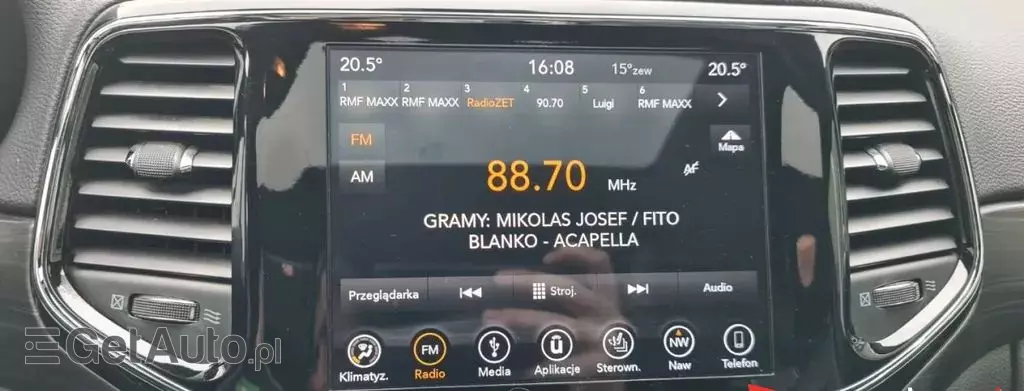 20.5° 16:08 15°zew 20.5°
1 2 3 4 5 6
RMF MAXX RMF MAXX RadioZET 90.70 Luigi RMF MAXX
FM
Mapa
AM
88.70 MHz
AF
GRAMY: MIKOLAS JOSEF / FITO
BLANKO - ACAPELLA
Przeglądarka Stroj. Audio
FM NW
Klimatyz. Radio Media Aplikacje Sterown. Naw Telefon
GetAuto.pl